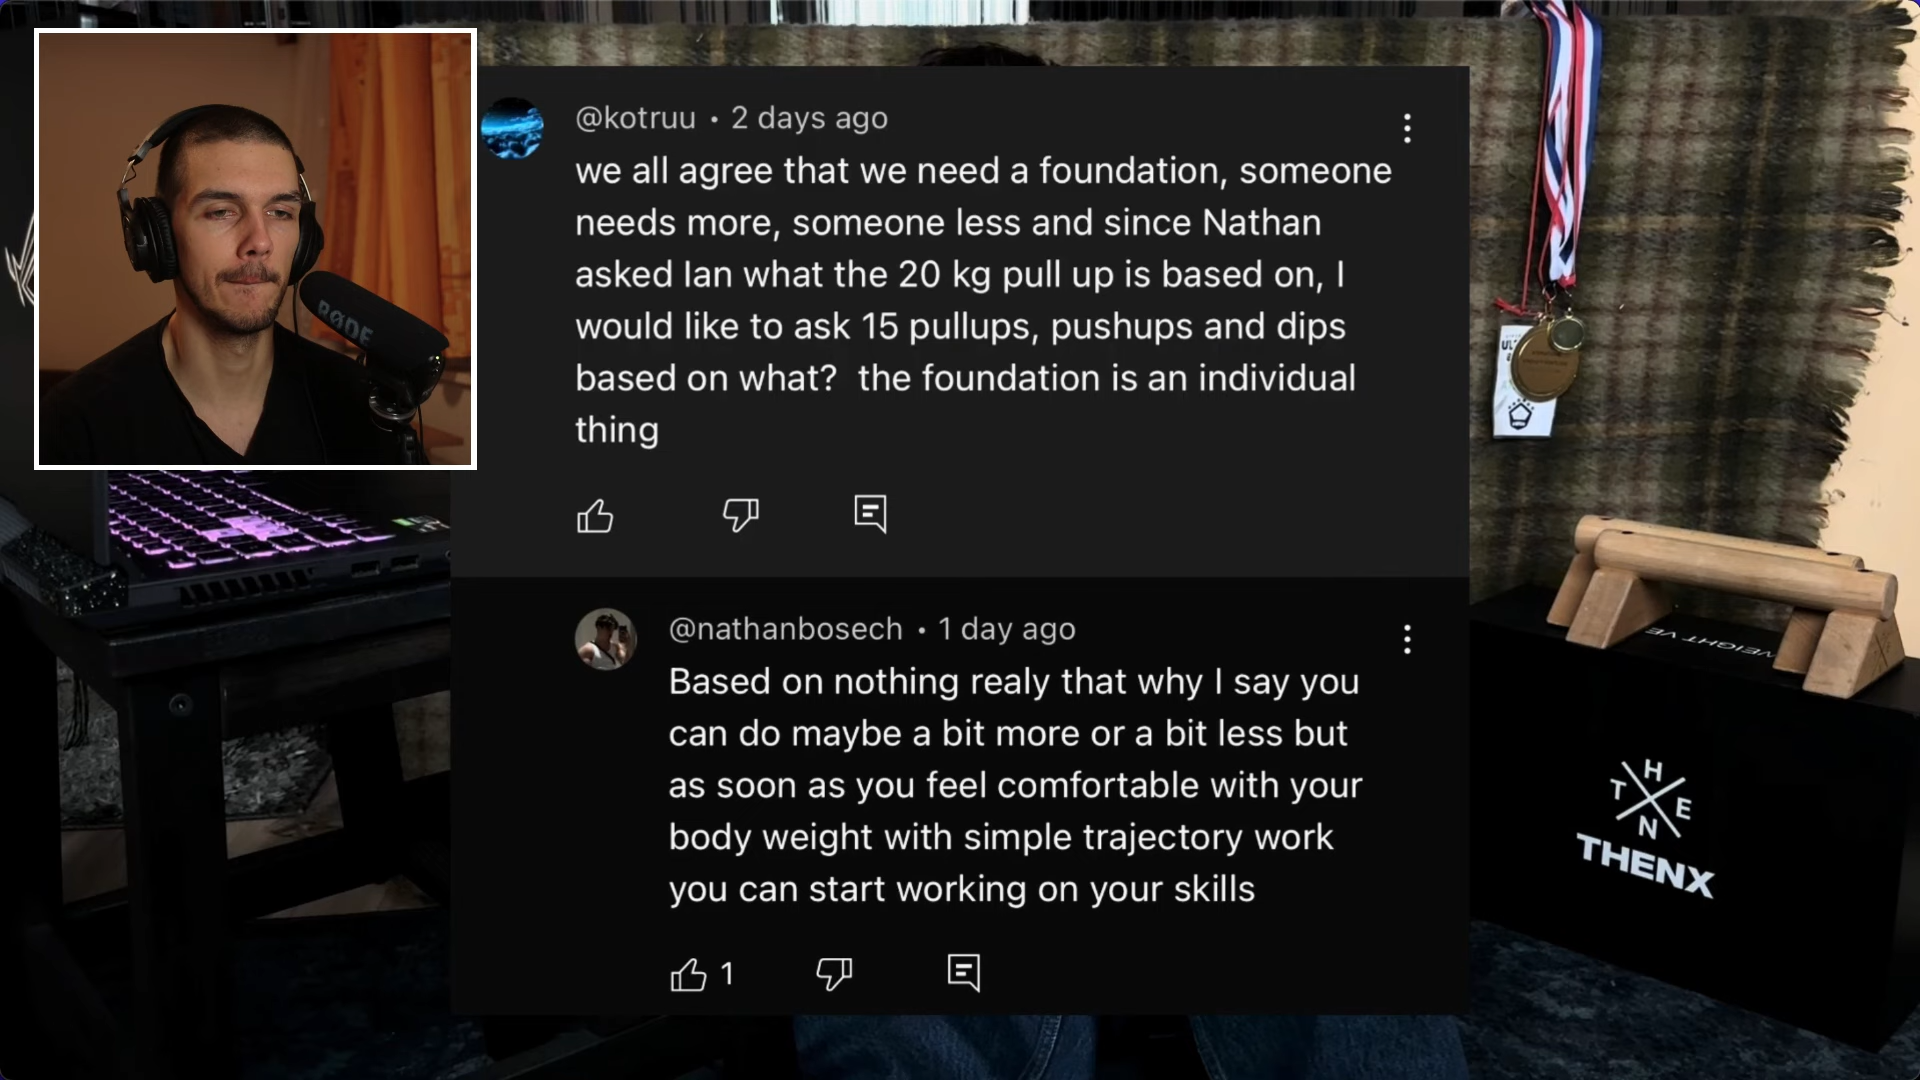 @kotruu • 2 days ago
we all agree that we need a foundation, someone
needs more, someone less and since Nathan
asked Ian what the 20 kg pull up is based on, I
would like to ask 15 pullups, pushups and dips
based on what?  the foundation is an individual
thing
@nathanbosech • 1 day ago
Based on nothing realy that why I say you
can do maybe a bit more or a bit less but
as soon as you feel comfortable with your
body weight with simple trajectory work
you can start working on your skills
1
RØDE
THEN
THENX